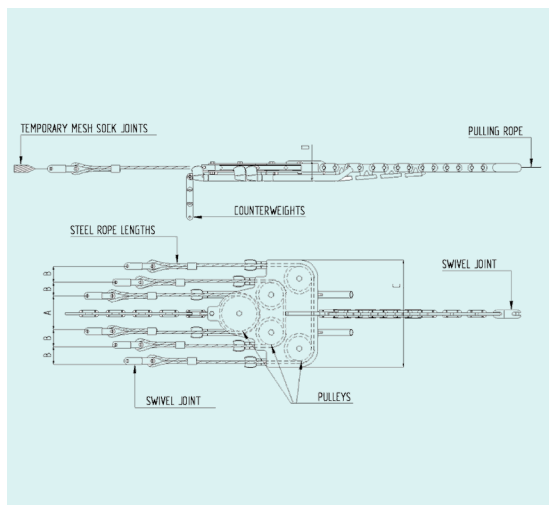 TEMPORARY MESH SOCK JOINTS
PULLING ROPE
D
COUNTERWEIGHTS
STEEL ROPE LENGTHS
SWIVEL JOINT
B
B
A
B
B
C
PULLEYS
SWIVEL JOINT